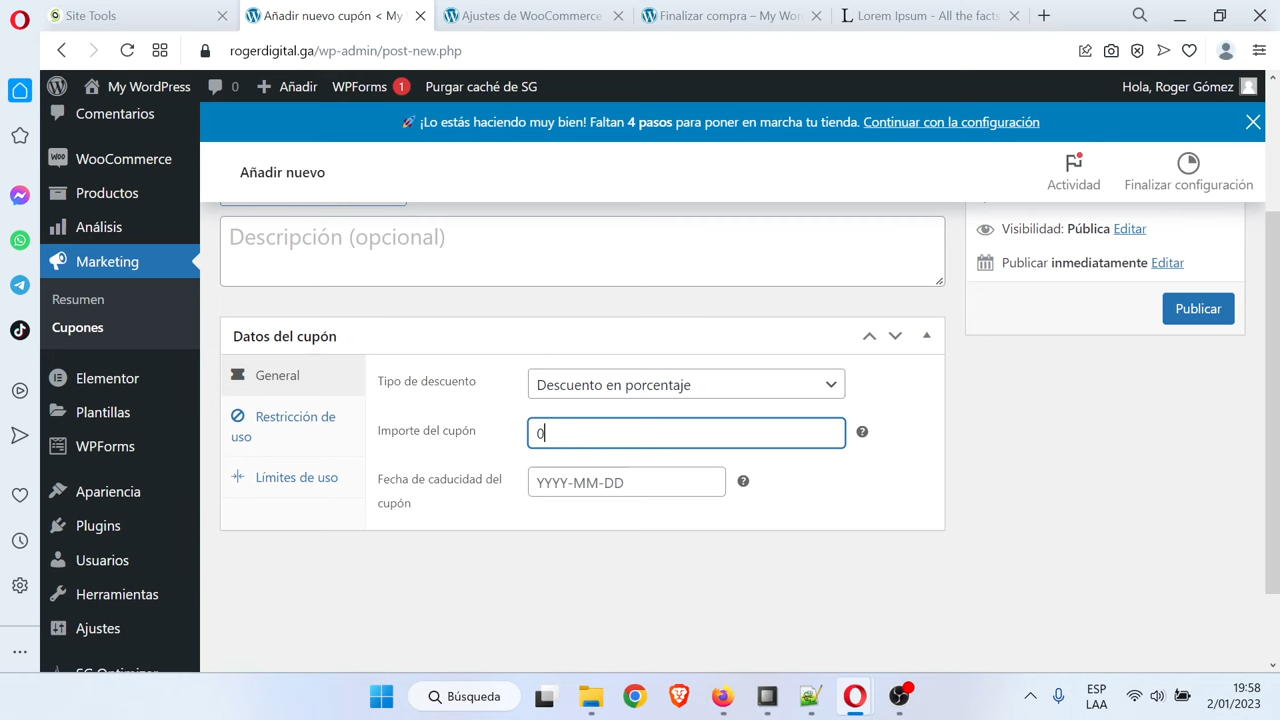 Site Tools
Añadir nuevo cupón < My
Ajustes de WooCommerce
Finalizar compra – My Wor
Lorem Ipsum - All the facts
rogerdigital.ga/wp-admin/post-new.php
My WordPress
0
Añadir
WPForms
1
Purgar caché de SG
Hola, Roger Gómez
Comentarios
WooCommerce
Productos
Análisis
Marketing
Resumen
Cupones
Elementor
Plantillas
WPForms
Apariencia
Plugins
Usuarios
Herramientas
Ajustes
SG Optimizer
¡Lo estás haciendo muy bien! Faltan 4 pasos para poner en marcha tu tienda. Continuar con la configuración
Añadir nuevo
Actividad
Finalizar configuración
Descripción (opcional)
Visibilidad: Pública Editar
Publicar inmediatamente Editar
Publicar
Datos del cupón
General
Restricción de
uso
Límites de uso
Tipo de descuento
Descuento en porcentaje
Importe del cupón
0
Fecha de caducidad del
cupón
YYYY-MM-DD
Búsqueda
ESP
LAA
19:58
2/01/2023